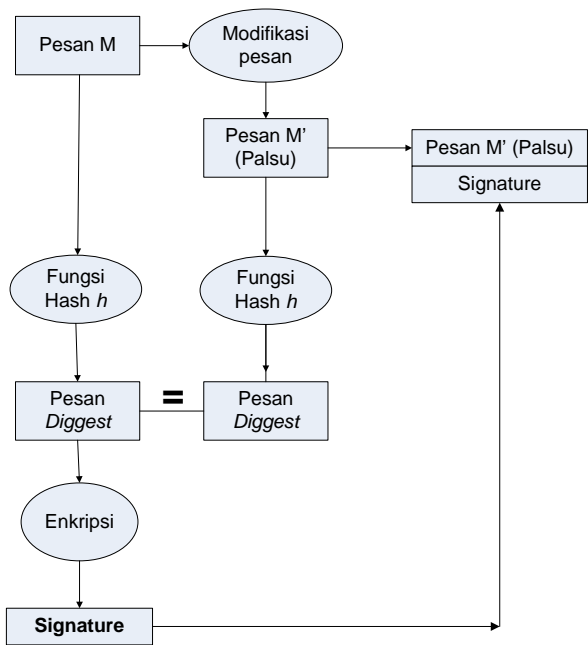 Pesan M
Modifikasi
pesan
Pesan M’
(Palsu)
Pesan M’ (Palsu)
Signature
Fungsi
Hash h
Fungsi
Hash h
Pesan
Diggest
=
Pesan
Diggest
Enkripsi
Signature